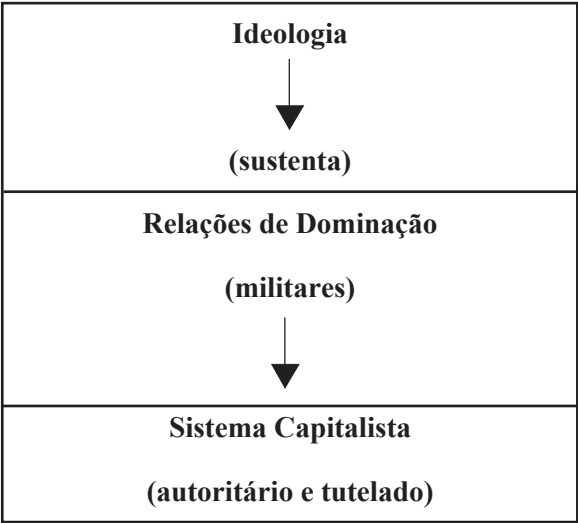 Ideologia
(sustenta)
Relações de Dominação
(militares)
Sistema Capitalista
(autoritário e tutelado)